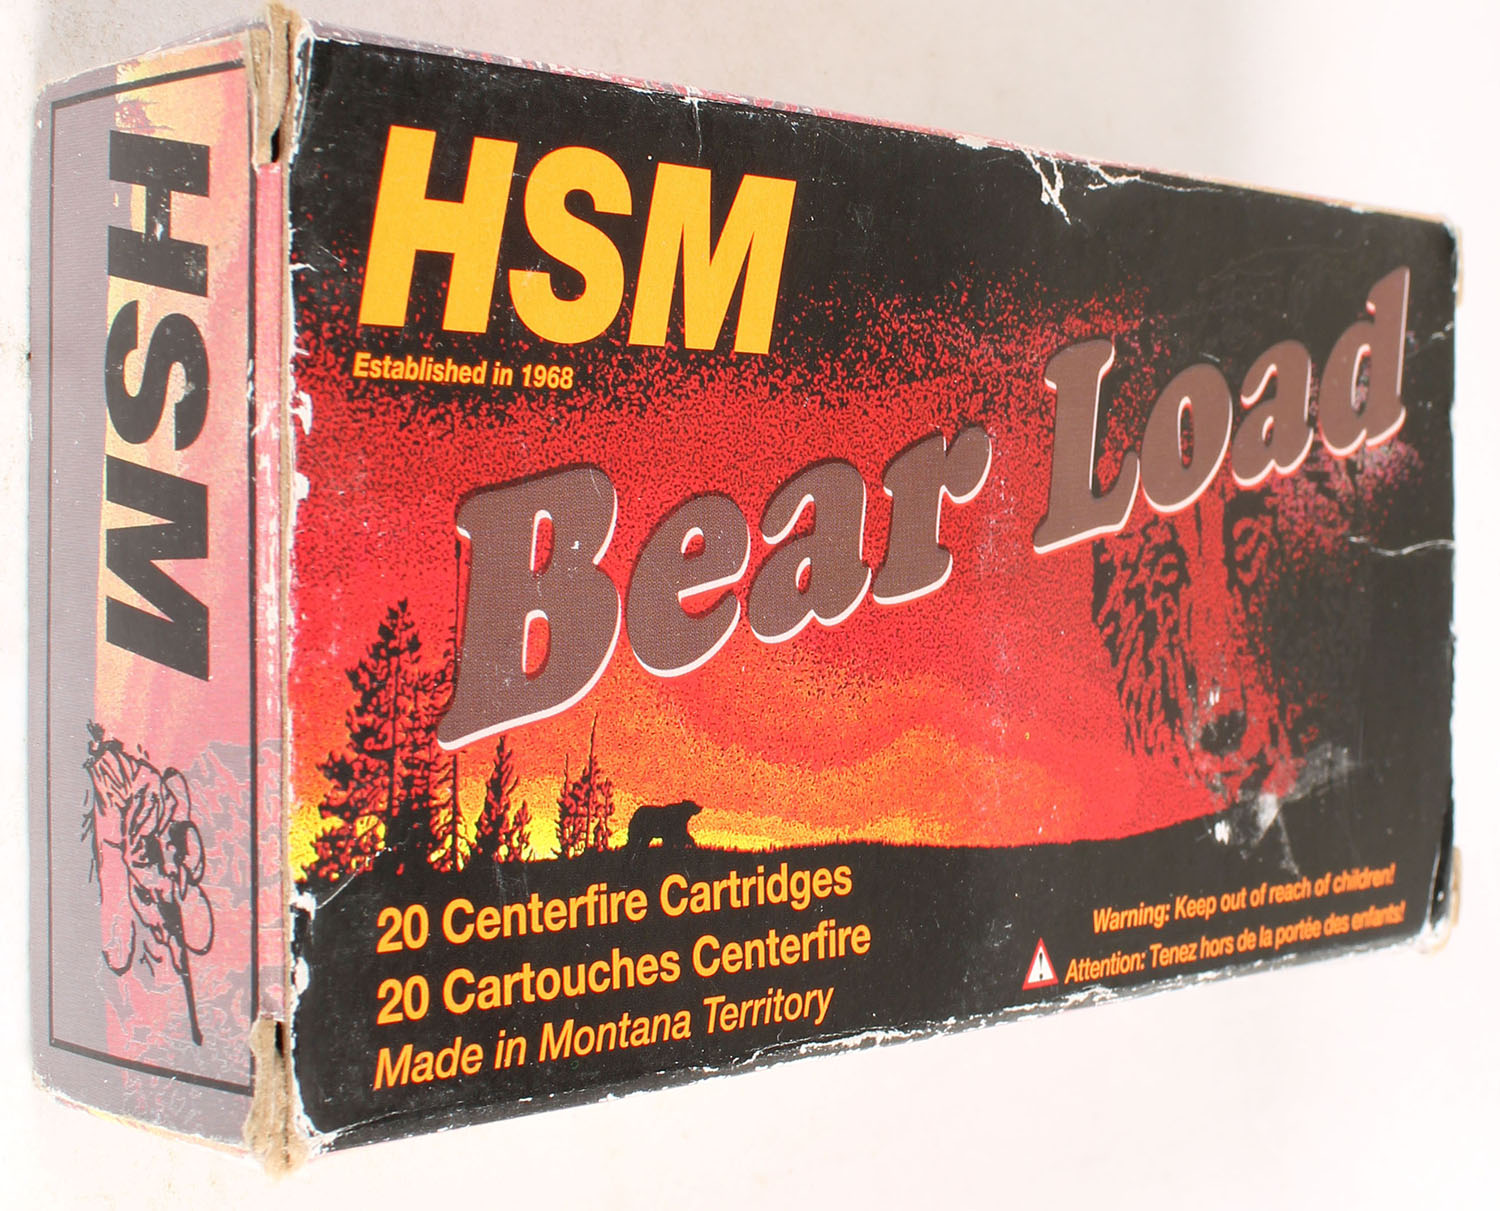 HSM
HSM
Established in 1968
Bear Load
20 Centerfire Cartridges
20 Cartouches Centerfire
Made in Montana Territory
Warning: Keep out of reach of children!
Attention: Tenez hors de la portée des enfants!